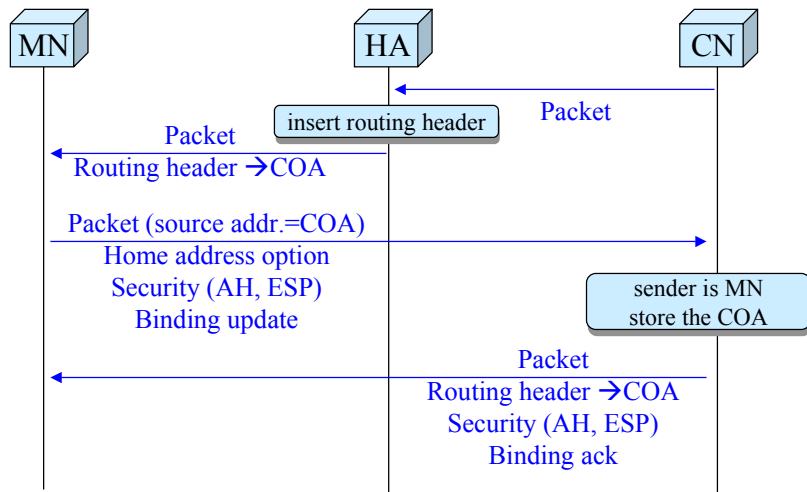 MN
HA
CN
Packet
insert routing header
Packet
Routing header →COA
Packet (source addr.=COA)
Home address option
Security (AH, ESP)
Binding update
sender is MN
store the COA
Packet
Routing header →COA
Security (AH, ESP)
Binding ack